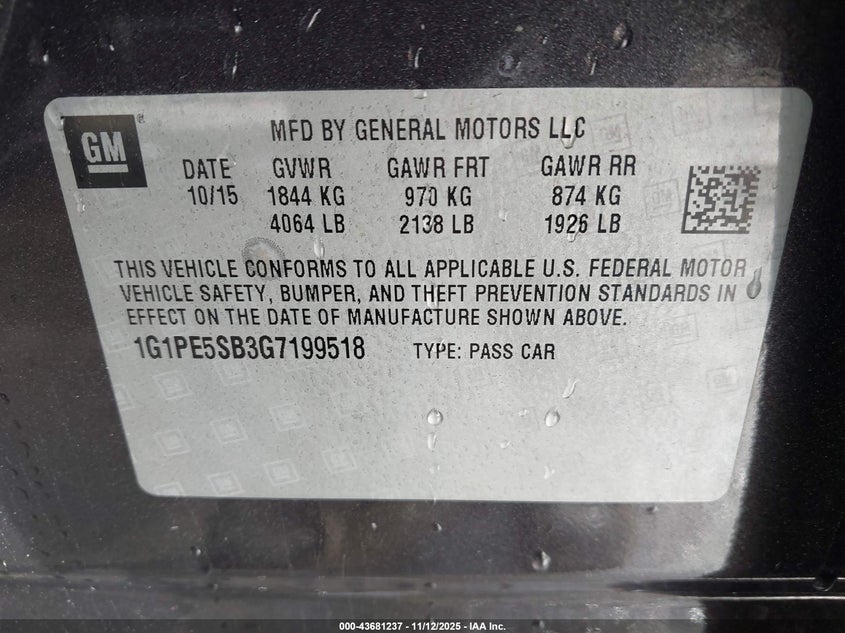 GM ®
MFD BY GENERAL MOTORS LLC
DATE GVWR GAWR FRT GAWR RR
10/15 1844 KG 970 KG 874 KG
4064 LB 2138 LB 1926 LB
THIS VEHICLE CONFORMS TO ALL APPLICABLE U.S. FEDERAL MOTOR
VEHICLE SAFETY, BUMPER, AND THEFT PREVENTION STANDARDS IN
EFFECT ON THE DATE OF MANUFACTURE SHOWN ABOVE.
1G1PE5SB3G7199518 TYPE: PASS CAR
000-43681237 - 11/12/2025 - IAA Inc.